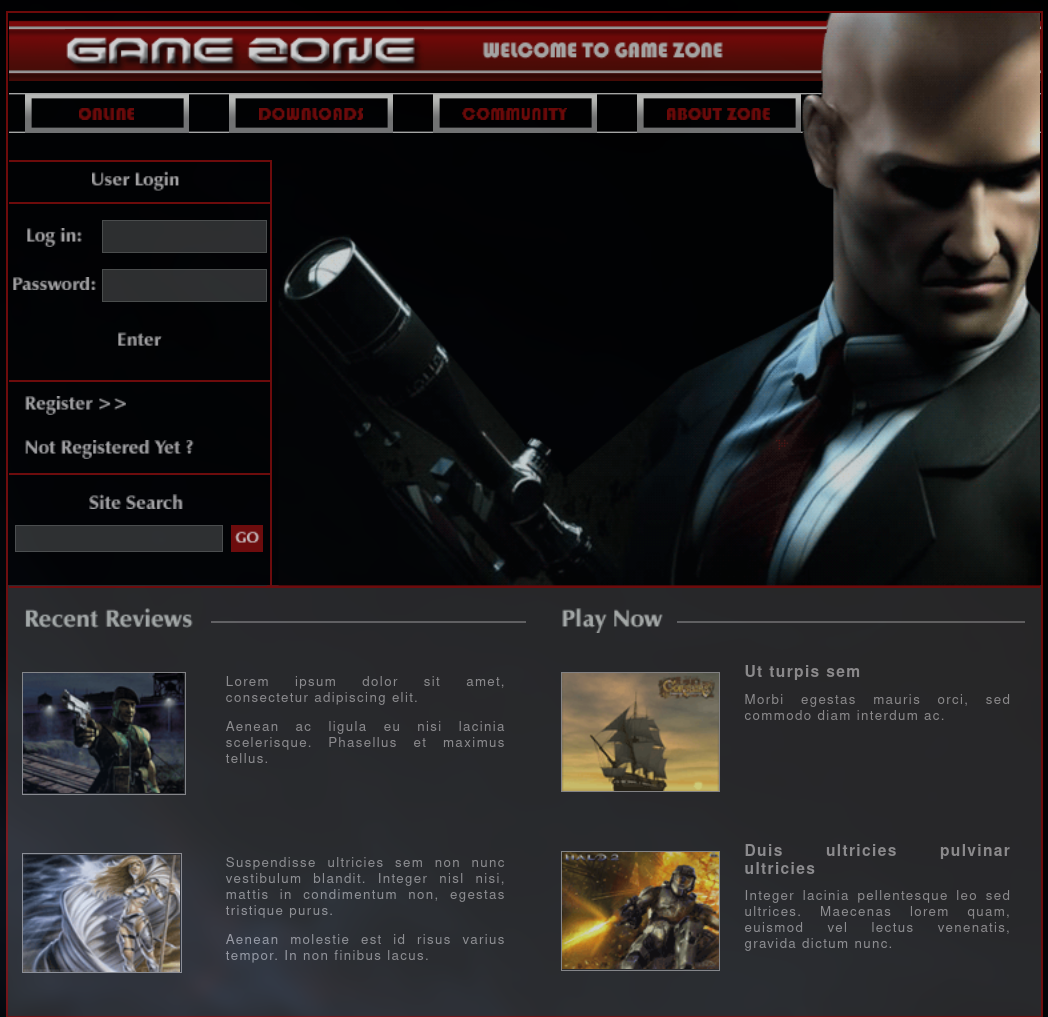 GAME ZONE
WELCOME TO GAME ZONE
ONLINE
DOWNLOADS
COMMUNITY
ABOUT ZONE
User Login
Log in:
Password:
Enter
Register >>
Not Registered Yet ?
Site Search
GO
Recent Reviews
Lorem ipsum dolor sit amet,
consectetur adipiscing elit.
Aenean ac ligula eu nisi lacinia
scelerisque. Phasellus et maximus
tellus.
Suspendisse ultricies sem non nunc
vestibulum blandit. Integer nisl nisi,
mattis in condimentum non, egestas
tristique purus.
Aenean molestie est id risus varius
tempor. In non finibus lacus.
Play Now
Ut turpis sem
Morbi egestas mauris orci, sed
commodo diam interdum ac.
HALO 2
Duis ultricies pulvinar
ultricies
Integer lacinia pellentesque leo sed
ultrices. Maecenas lorem quam,
euismod vel lectus venenatis,
gravida dictum nunc.